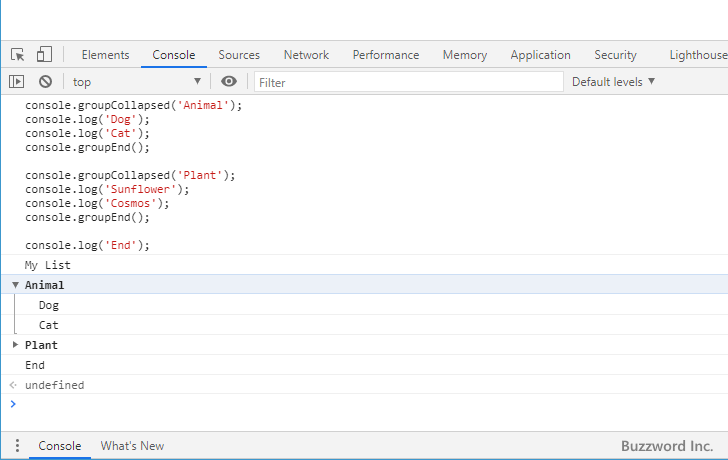 Elements Console Sources Network Performance Memory Application Security Lighthouse
top Filter Default levels
console.groupCollapsed('Animal');
console.log('Dog');
console.log('Cat');
console.groupEnd();
console.groupCollapsed('Plant');
console.log('Sunflower');
console.log('Cosmos');
console.groupEnd();
console.log('End');
My List
Animal
Dog
Cat
Plant
End
undefined
Console What's New Buzzword Inc.